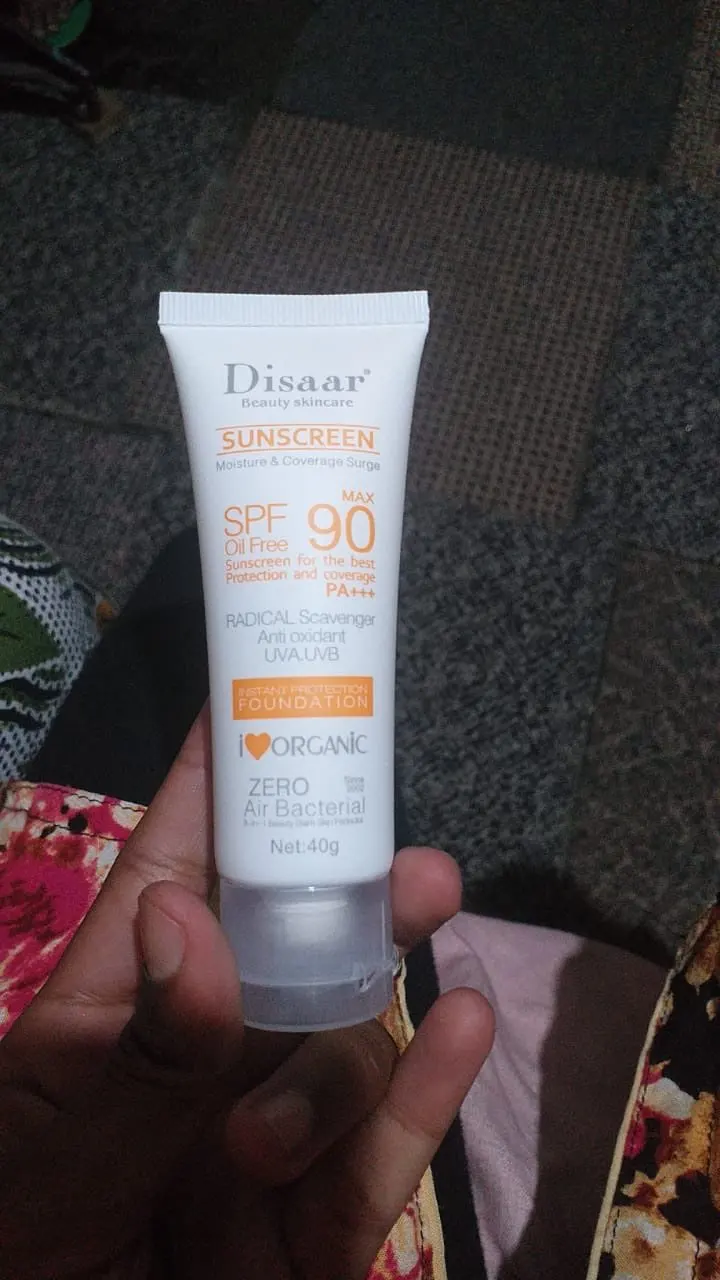 Disaar®
Beauty skincare
SUNSCREEN
Moisture & Coverage Surge
MAX
SPF 90
Oil Free
Sunscreen for the best
Protection and coverage
PA+++
RADICAL Scavenger
Anti oxidant
UVA.UVB
INSTANT PROTECTION
FOUNDATION
i ORGANiC
ZERO
Air Bacterial
Net:40g